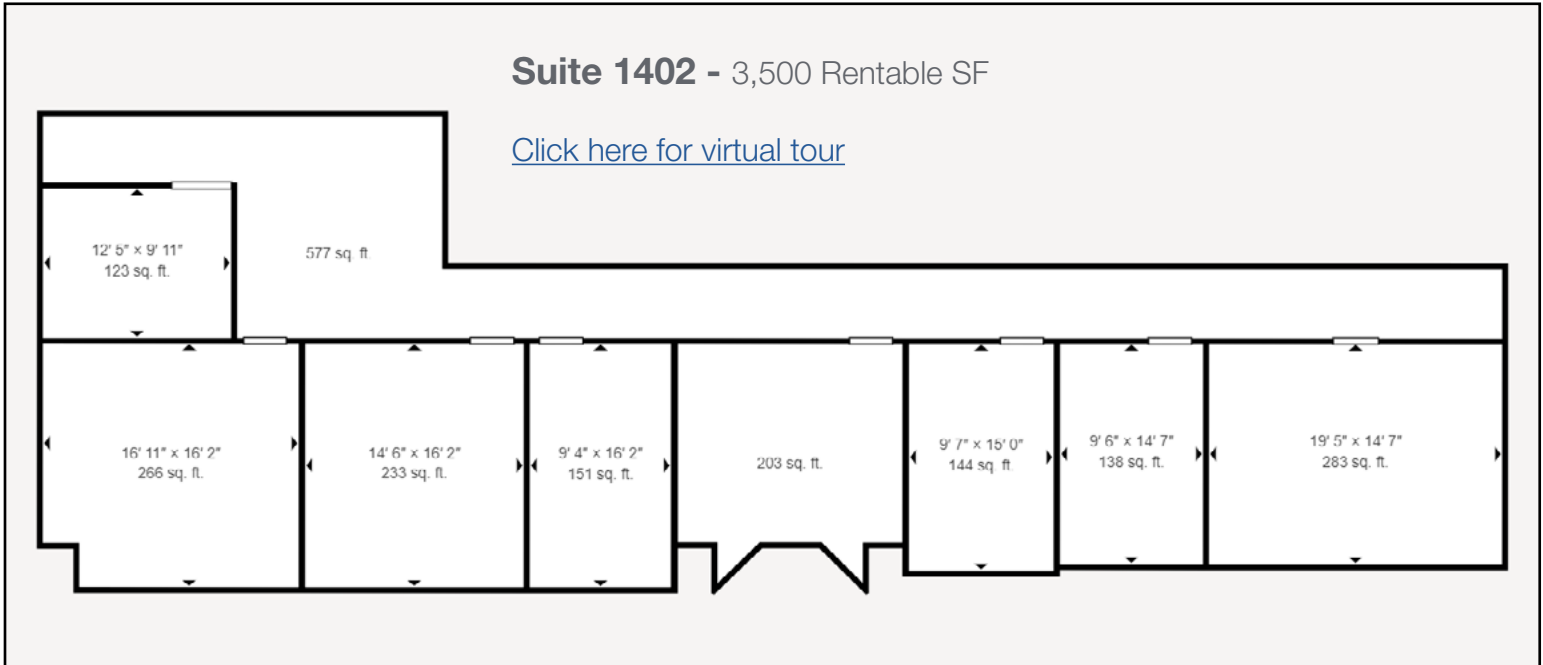 Suite 1402 - 3,500 Rentable SF
Click here for virtual tour
12' 5" × 9' 11"
123 sq. ft.
577 sq. ft.
16' 11" × 16' 2"
266 sq. ft.
14' 6" × 16' 2"
233 sq. ft.
9' 4" × 16' 2"
151 sq. ft.
203 sq. ft.
9' 7" × 15' 0"
144 sq. ft.
9' 6" × 14' 7"
138 sq. ft.
19' 5" × 14' 7"
283 sq. ft.